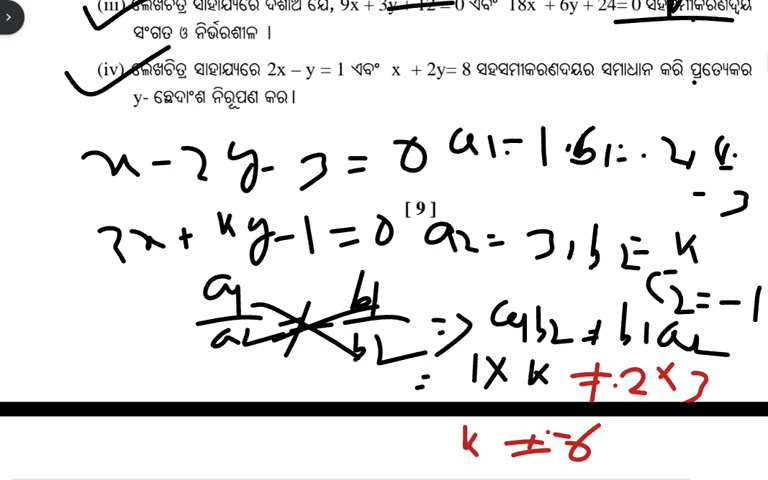 (iii) ଲେଖଚିତ୍ର ସାହାଯ୍ୟରେ ଦର୍ଶାଅ ଯେ, 9x + 3y + 12 = 0 ଏବଂ 18x + 6y + 24= 0 ସହସମୀକରଣଦ୍ୱୟ
ସଂଗତ ଓ ନିର୍ଭରଶୀଳ ।
(iv) ଲେଖଚିତ୍ର ସାହାଯ୍ୟରେ 2x – y = 1 ଏବଂ x + 2y= 8 ସହସମୀକରଣଦୟର ସମାଧାନ କରି ପ୍ରତ୍ୟେକର
y- ଛେଦାଂଶ ନିରୂପଣ କର।
x - 2y - 3 = 0 a1 = 1 . b1 = . 2,
- 3
[ 9 ]
3x + ky - 1 = 0 a2 = 3, b2 = k
C2 = -1
a1/a2 ≠ b1/b2 => a1b2 ≠ b1a2
= 1 x k ≠ -2 x 3
k ≠ -6